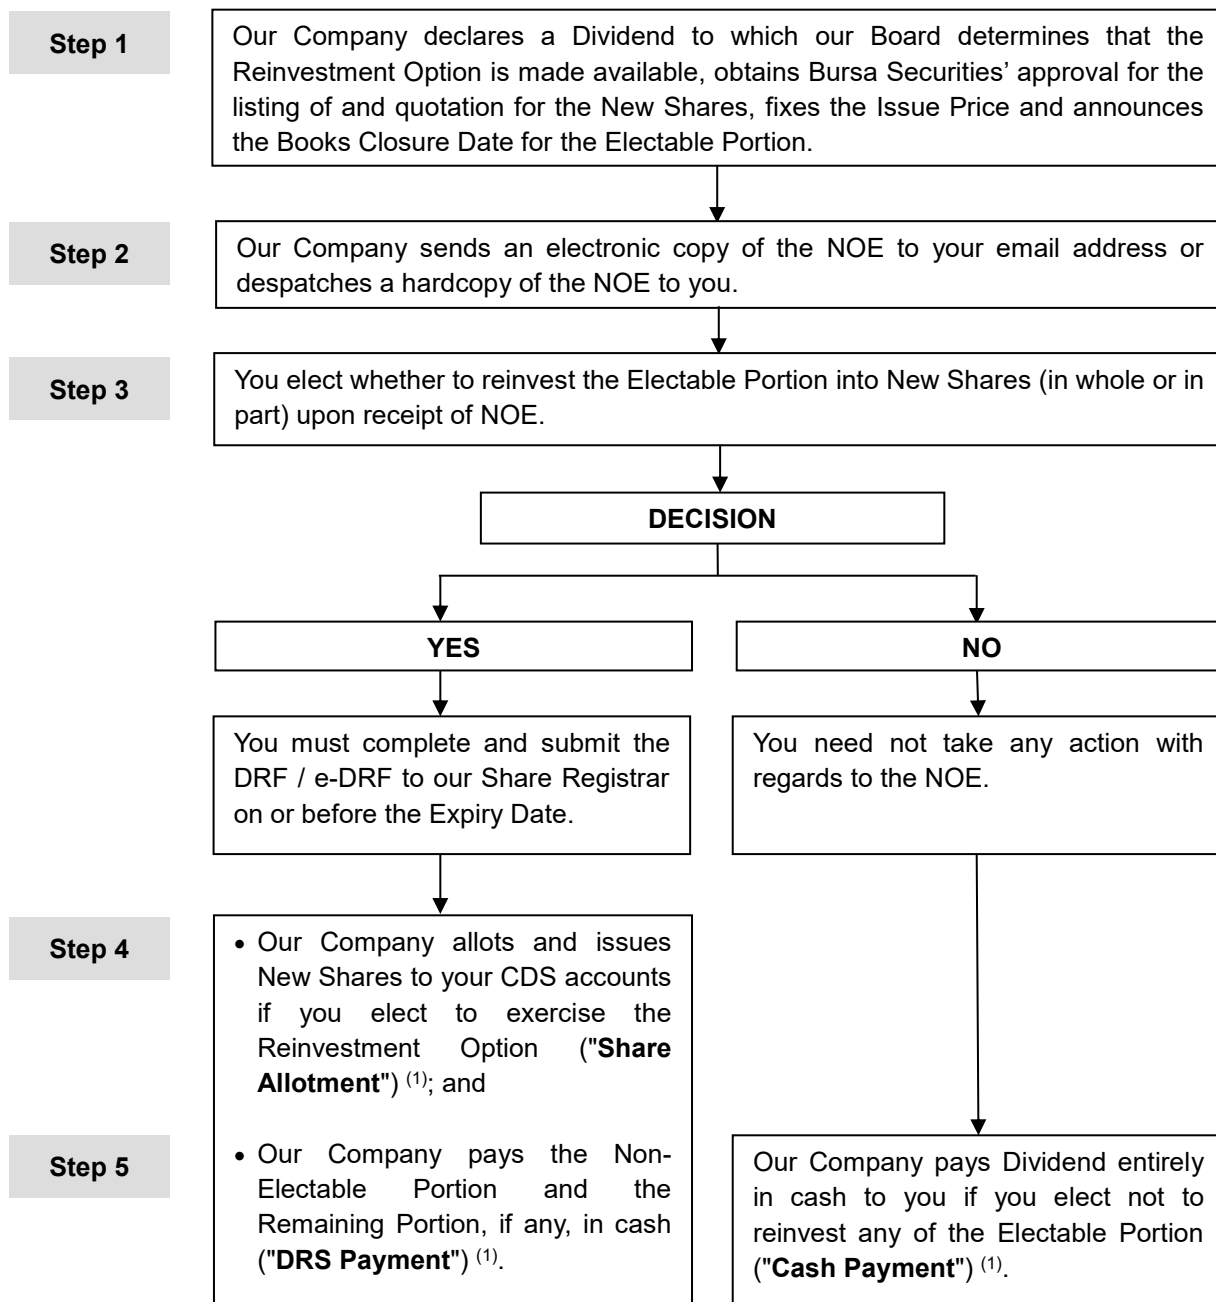 Step 1
Our Company declares a Dividend to which our Board determines that the
Reinvestment Option is made available, obtains Bursa Securities’ approval for the
listing of and quotation for the New Shares, fixes the Issue Price and announces
the Books Closure Date for the Electable Portion.
Step 2
Our Company sends an electronic copy of the NOE to your email address or
despatches a hardcopy of the NOE to you.
Step 3
You elect whether to reinvest the Electable Portion into New Shares (in whole or in
part) upon receipt of NOE.
DECISION
YES
NO
You must complete and submit the
DRF / e-DRF to our Share Registrar
on or before the Expiry Date.
You need not take any action with
regards to the NOE.
Step 4
• Our Company allots and issues
New Shares to your CDS accounts
if you elect to exercise the
Reinvestment Option ("Share
Allotment") (1); and
Step 5
• Our Company pays the Non-
Electable Portion and the
Remaining Portion, if any, in cash
("DRS Payment") (1).
Our Company pays Dividend entirely
in cash to you if you elect not to
reinvest any of the Electable Portion
("Cash Payment") (1).